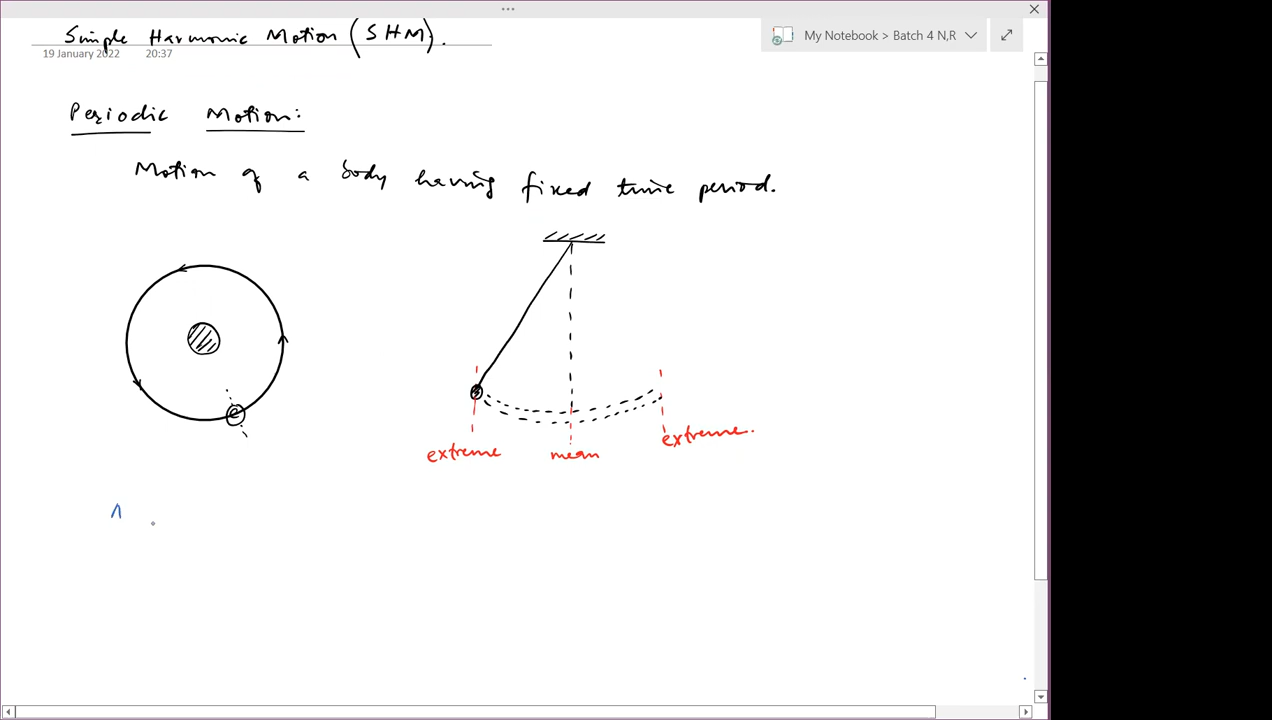 Simple Harmonic Motion (SHM).
My Notebook > Batch 4 N,R
19 January 2022 20:37
Periodic Motion:
Motion of a body having fixed time period.
e
extreme mean extreme.